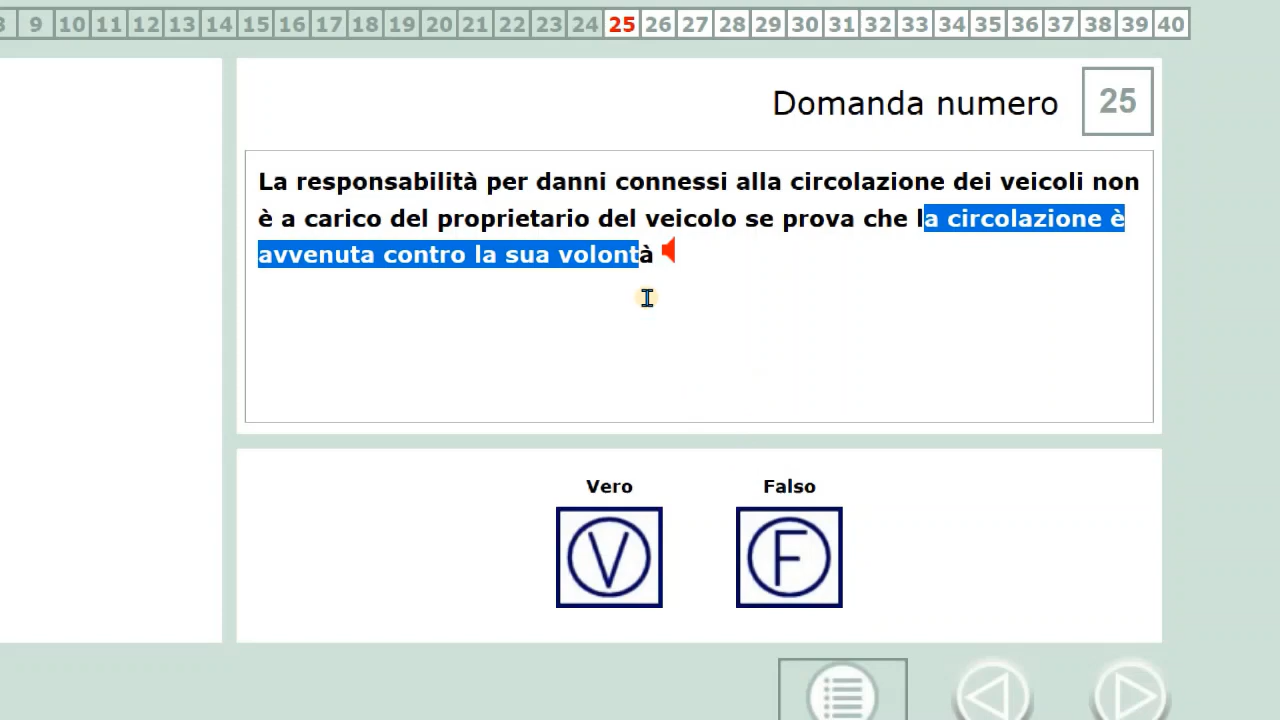 8 9 10 11 12 13 14 15 16 17 18 19 20 21 22 23 24 25 26 27 28 29 30 31 32 33 34 35 36 37 38 39 40
Domanda numero 25
La responsabilità per danni connessi alla circolazione dei veicoli non
è a carico del proprietario del veicolo se prova che la circolazione è
avvenuta contro la sua volontà
Vero Falso
V F